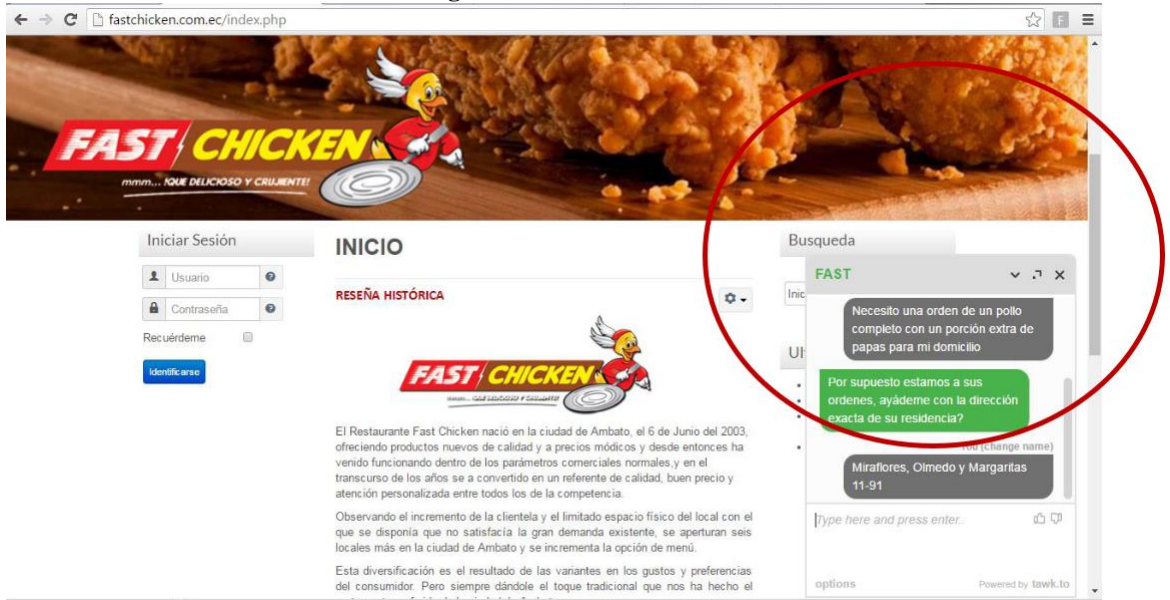 fastchicken.com.ec/index.php
FAST CHICKEN
mmm... !QUE DELICIOSO Y CRUJIENTE!
Iniciar Sesión
Usuario
Contraseña
Recuérdeme
Identificarse
INICIO
RESEÑA HISTÓRICA
FAST CHICKEN
El Restaurante Fast Chicken nació en la ciudad de Ambato, el 6 de Junio del 2003,
ofreciendo productos nuevos de calidad y a precios módicos y desde entonces ha
venido funcionando dentro de los parámetros comerciales normales,y en el
transcurso de los años se a convertido en un referente de calidad, buen precio y
atención personalizada entre todos los de la competencia.
Observando el incremento de la clientela y el limitado espacio físico del local con el
que se disponía que no satisfacía la gran demanda existente, se aperturan seis
locales más en la ciudad de Ambato y se incrementa la opción de menú.
Esta diversificación es el resultado de las variantes en los gustos y preferencias
del consumidor. Pero siempre dándole el toque tradicional que nos ha hecho el
Busqueda
Inic
Ul
FAST
Necesito una orden de un pollo
completo con un porción extra de
papas para mi domicilio
Por supuesto estamos a sus
ordenes, ayádeme con la dirección
exacta de su residencia?
You (change name)
Miraflores, Olmedo y Margaritas
11-91
Type here and press enter..
options
Powered by tawk.to